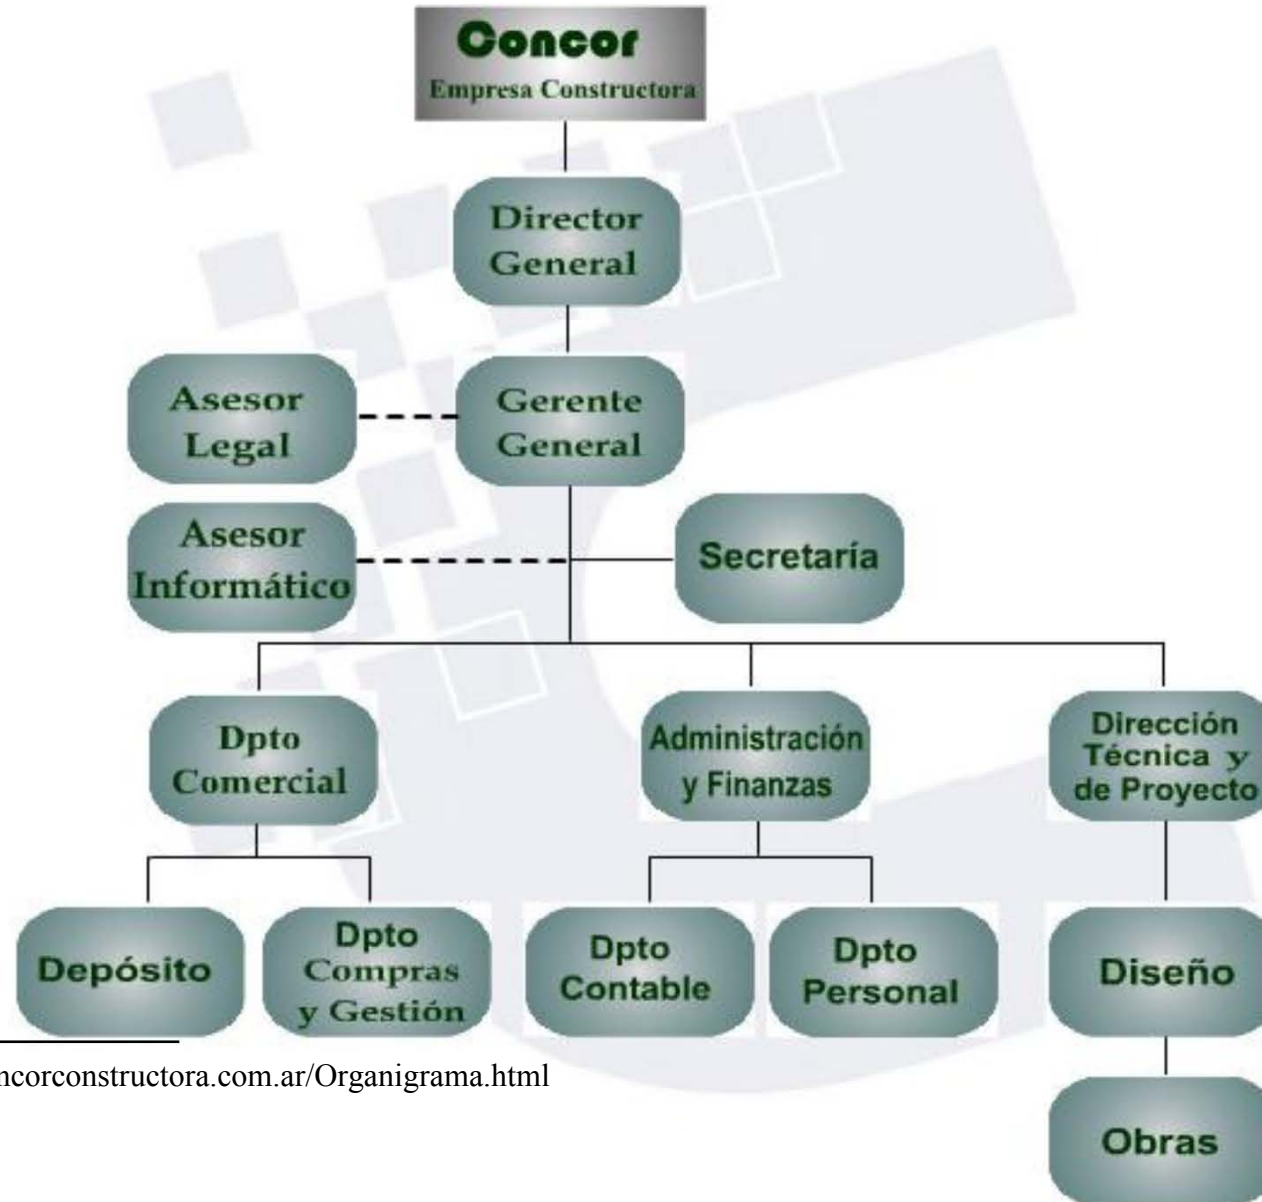 Concor
Empresa Constructora
Director
General
Asesor
Legal
Gerente
General
Asesor
Informático
Secretaría
Dpto
Comercial
Administración
y Finanzas
Dirección
Técnica y
de Proyecto
Depósito
Dpto
Compras
y Gestión
Dpto
Contable
Dpto
Personal
Diseño
ncorconstructora.com.ar/Organigrama.html
Obras